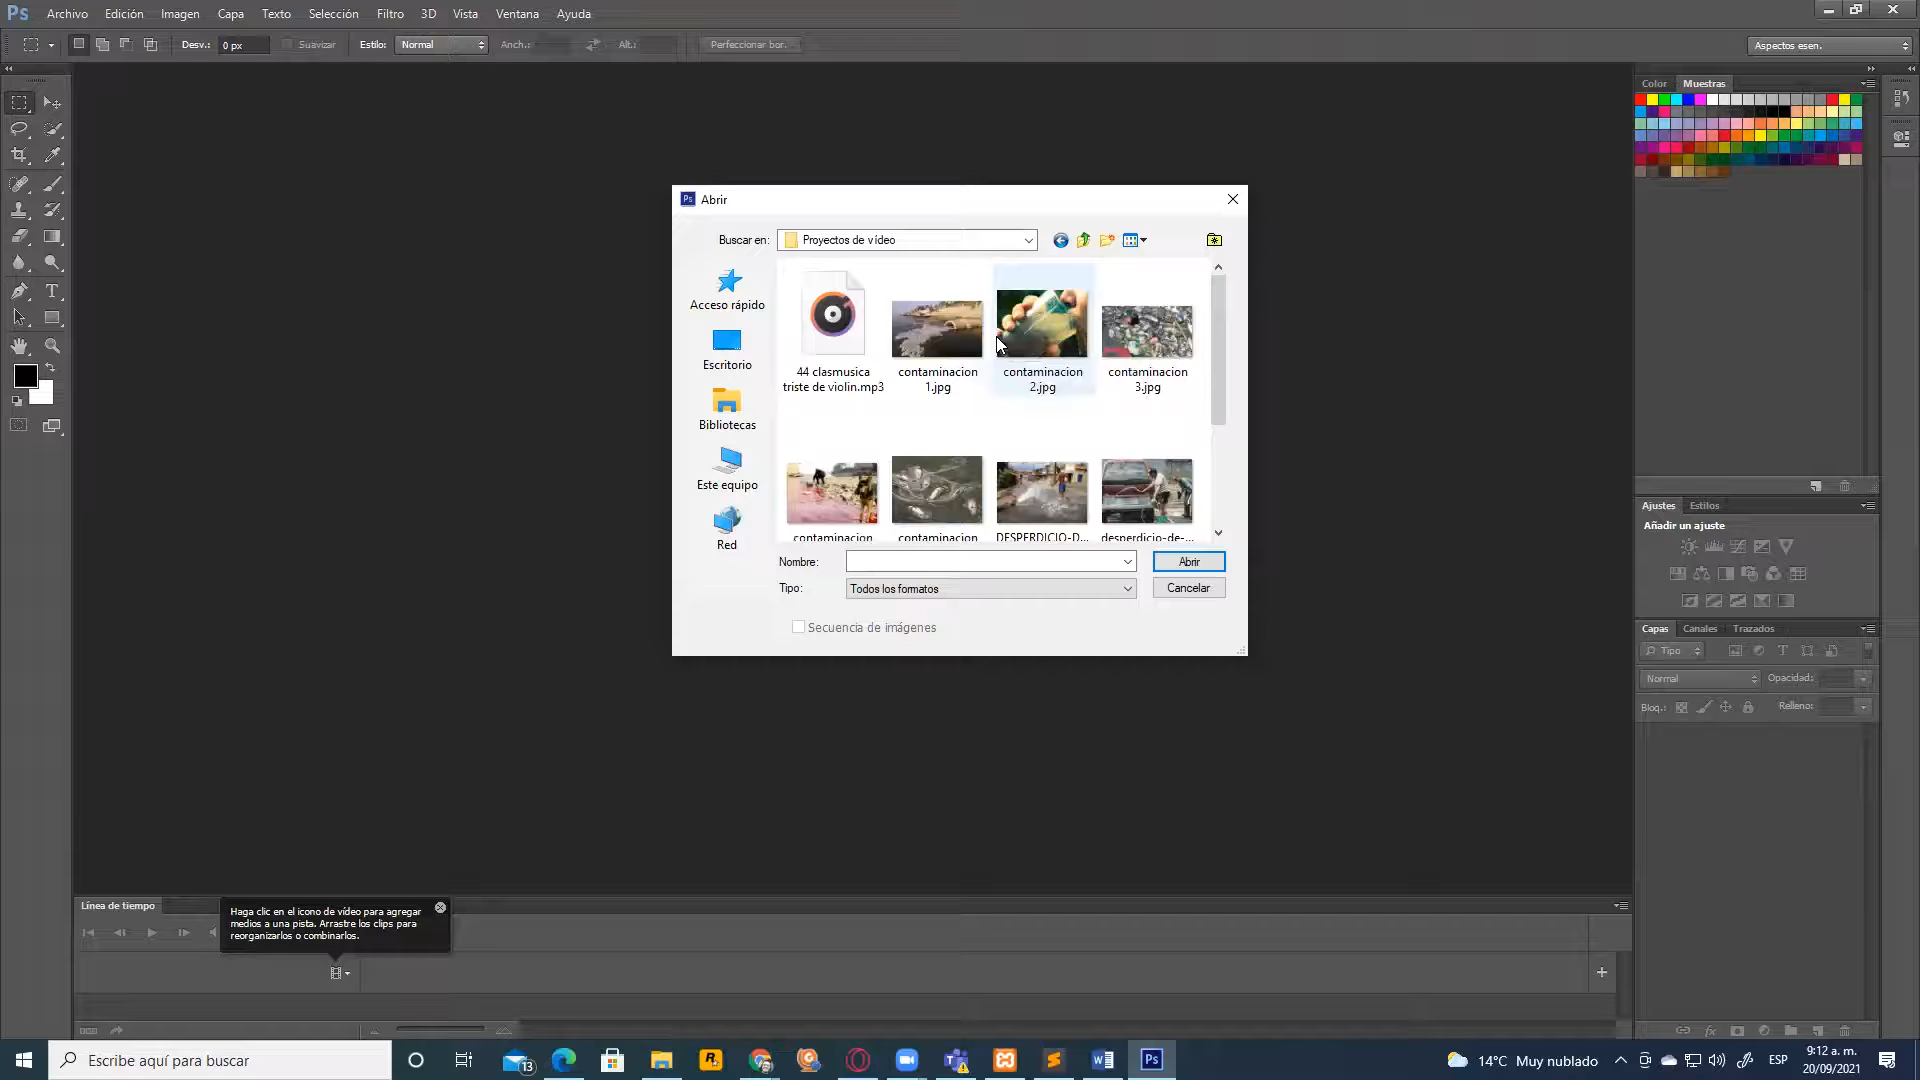 Ps Archivo Edición Imagen Capa Texto Selección Filtro 3D Vista Ventana Ayuda
Desv.: 0 px Suavizar Estilo: Normal Anch.: Alt.: Perfeccionar bor. Aspectos esen.
Color Muestras
Ps Abrir
Buscar en: Proyectos de vídeo
Acceso rápido
Escritorio
Bibliotecas
Este equipo
Red
44 clasmusica
triste de violin.mp3
contaminacion
1.jpg
contaminacion
2.jpg
contaminacion
3.jpg
contaminacion
contaminacion
DESPERDICIO-D...
desperdicio-de-...
Nombre:
Abrir
Tipo: Todos los formatos
Cancelar
Secuencia de imágenes
Ajustes Estilos
Añadir un ajuste
Capas Canales Trazados
Tipo
Normal Opacidad:
Bloq.: Relleno:
Línea de tiempo
Haga clic en el icono de vídeo para agregar
medios a una pista. Arrastre los clips para
reorganizarlos o combinarlos.
Escribe aquí para buscar
13
14°C Muy nublado
ESP
9:12 a. m.
20/09/2021